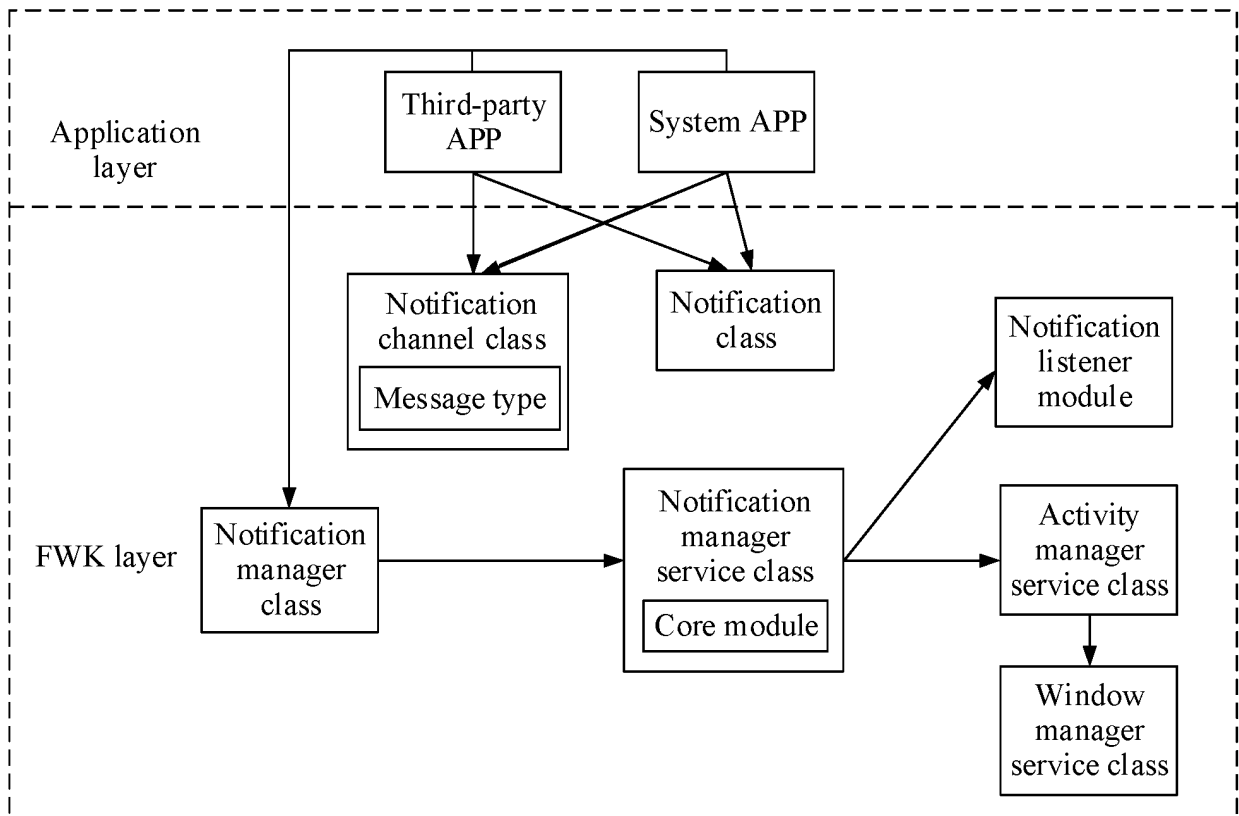 Application
layer
Third-party
APP
System APP
Notification
channel class
Message type
Notification
class
Notification
listener
module
FWK layer
Notification
manager
class
Notification
manager
service class
Core module
Activity
manager
service class
Window
manager
service class